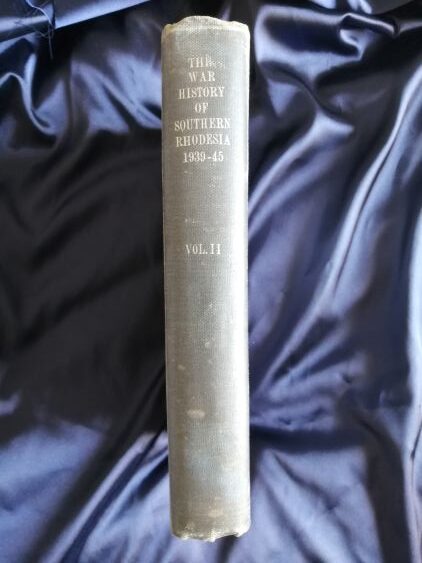 THE
WAR
HISTORY
OF
SOUTHERN
RHODESIA
1939-45
VOL. II